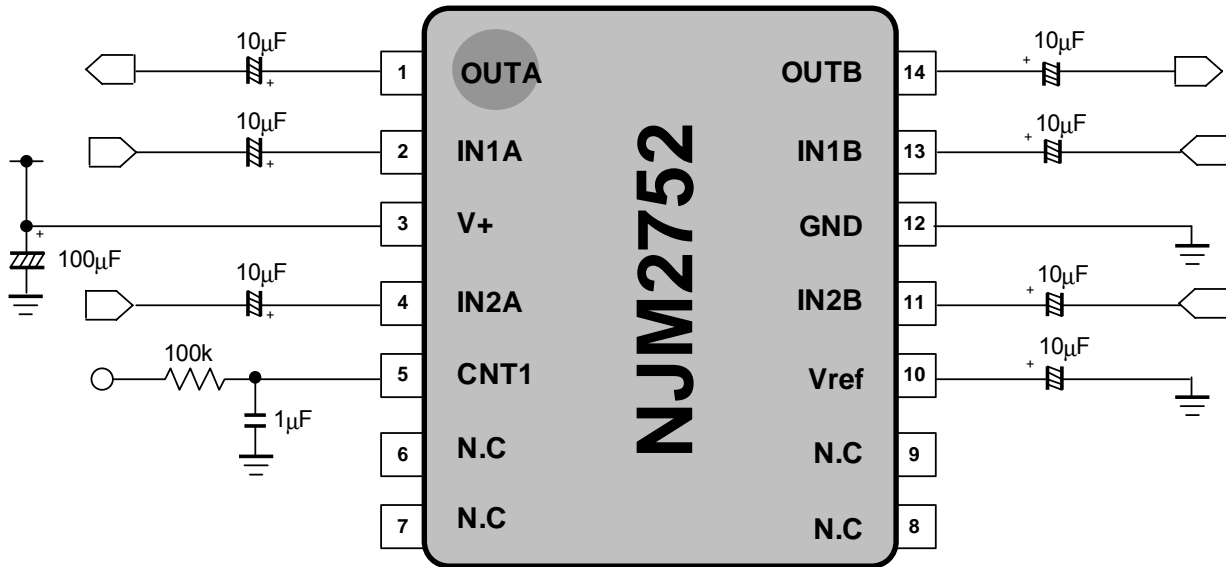 10μF
1
OUTA
OUTB
14
+
10μF
+
10μF
2
IN1A
IN1B
13
+
10μF
+
3
V+
GND
12
+
100μF
10μF
4
IN2A
IN2B
11
+
10μF
+
100k
5
CNT1
Vref
10
+
10μF
1μF
6
N.C
N.C
9
7
N.C
N.C
8
NJM2752